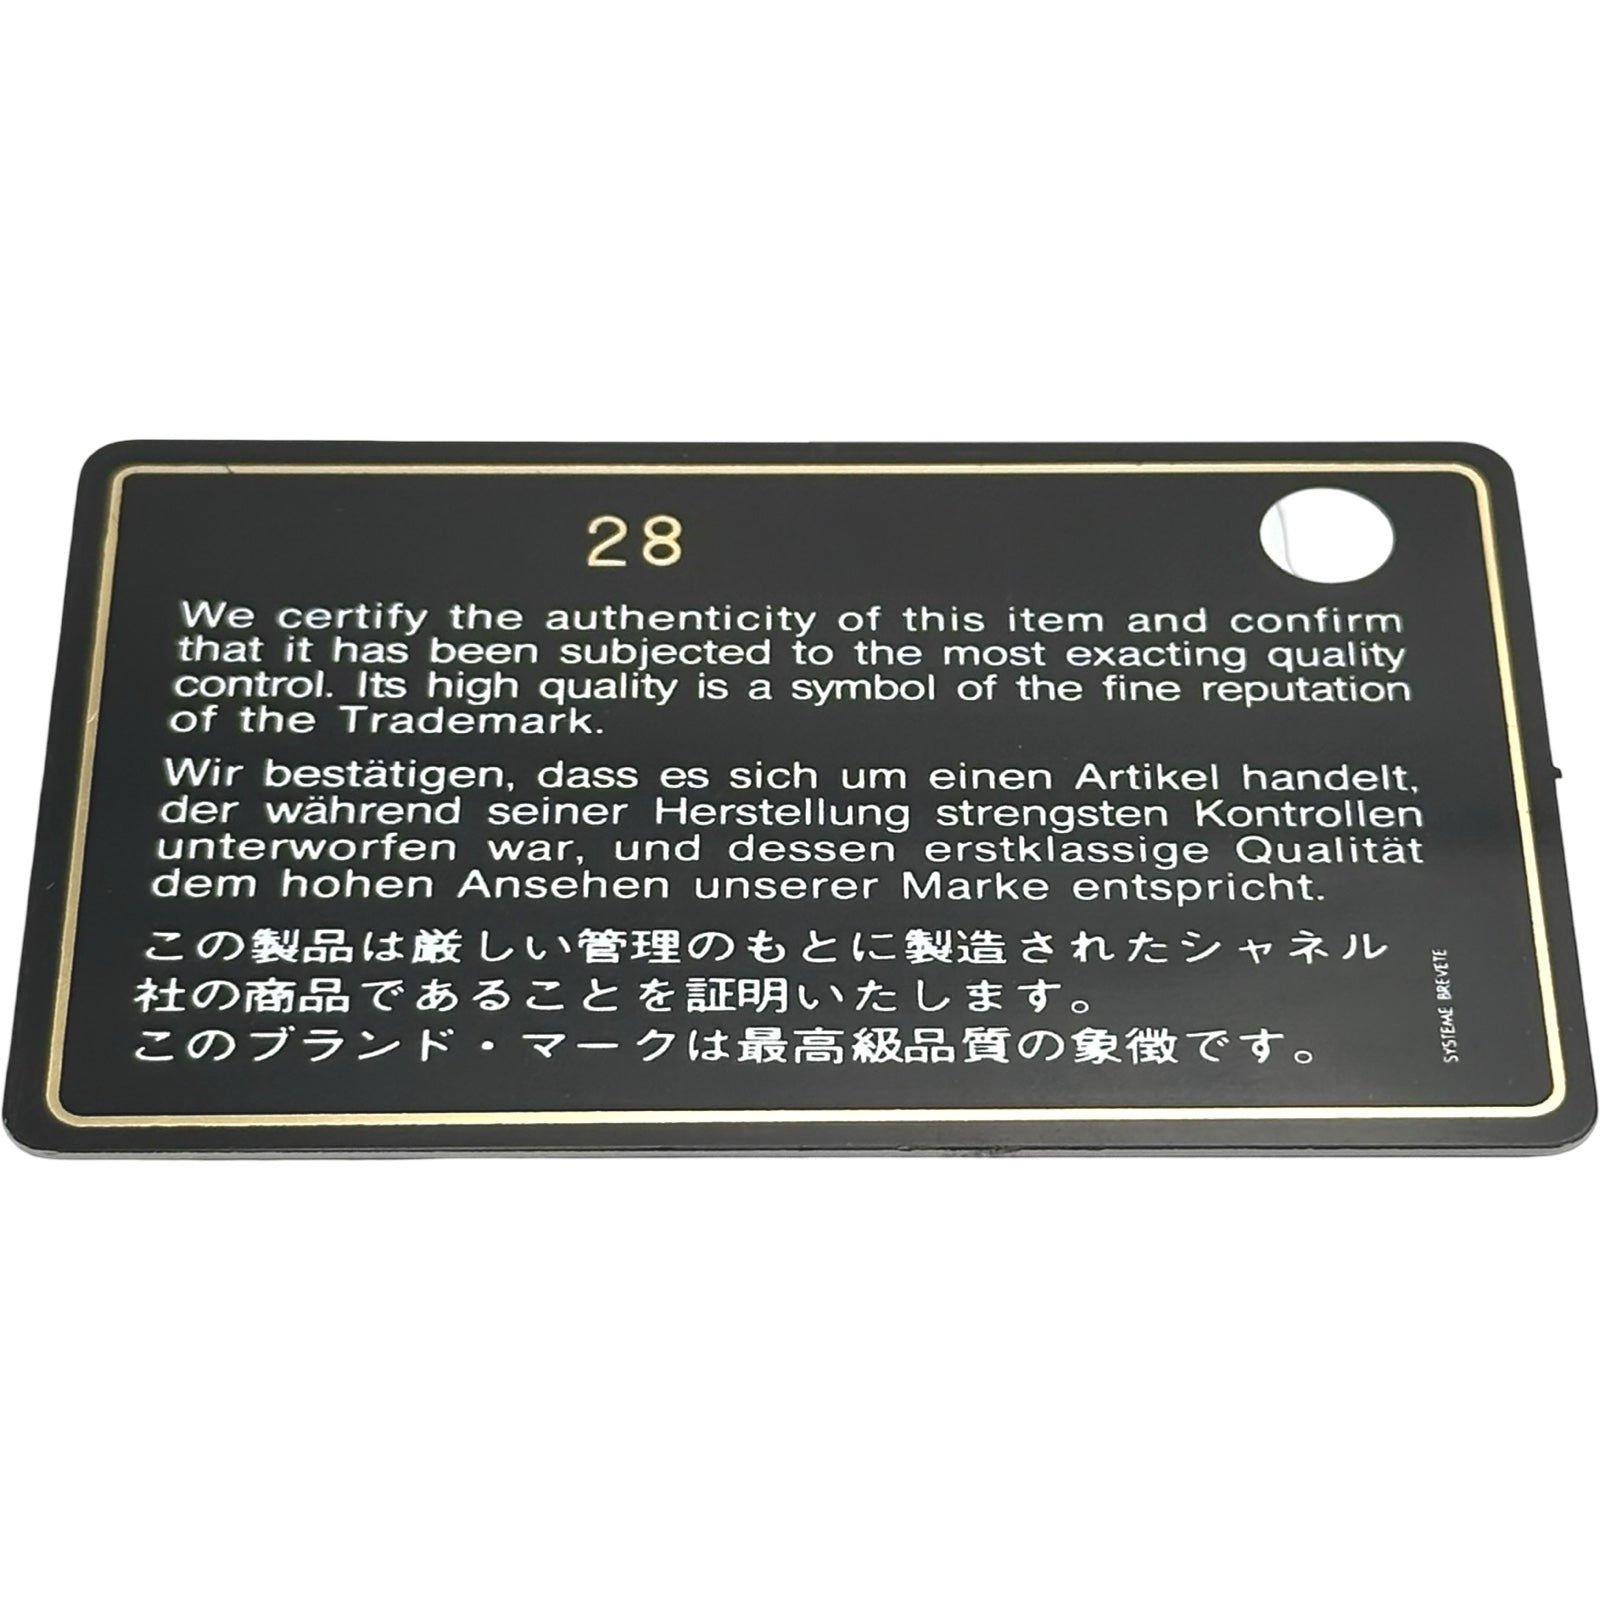 28
We certify the authenticity of this item and confirm
that it has been subjected to the most exacting quality
control. Its high quality is a symbol of the fine reputation
of the Trademark.
Wir bestätigen, dass es sich um einen Artikel handelt,
der während seiner Herstellung strengsten Kontrollen
unterworfen war, und dessen erstklassige Qualität
dem hohen Ansehen unserer Marke entspricht.
この製品は厳しい管理のもとに製造されたシャネル
社の商品であることを証明いたします。
このブランド・マークは最高級品質の象徴です。
SYSTEME BREVETE